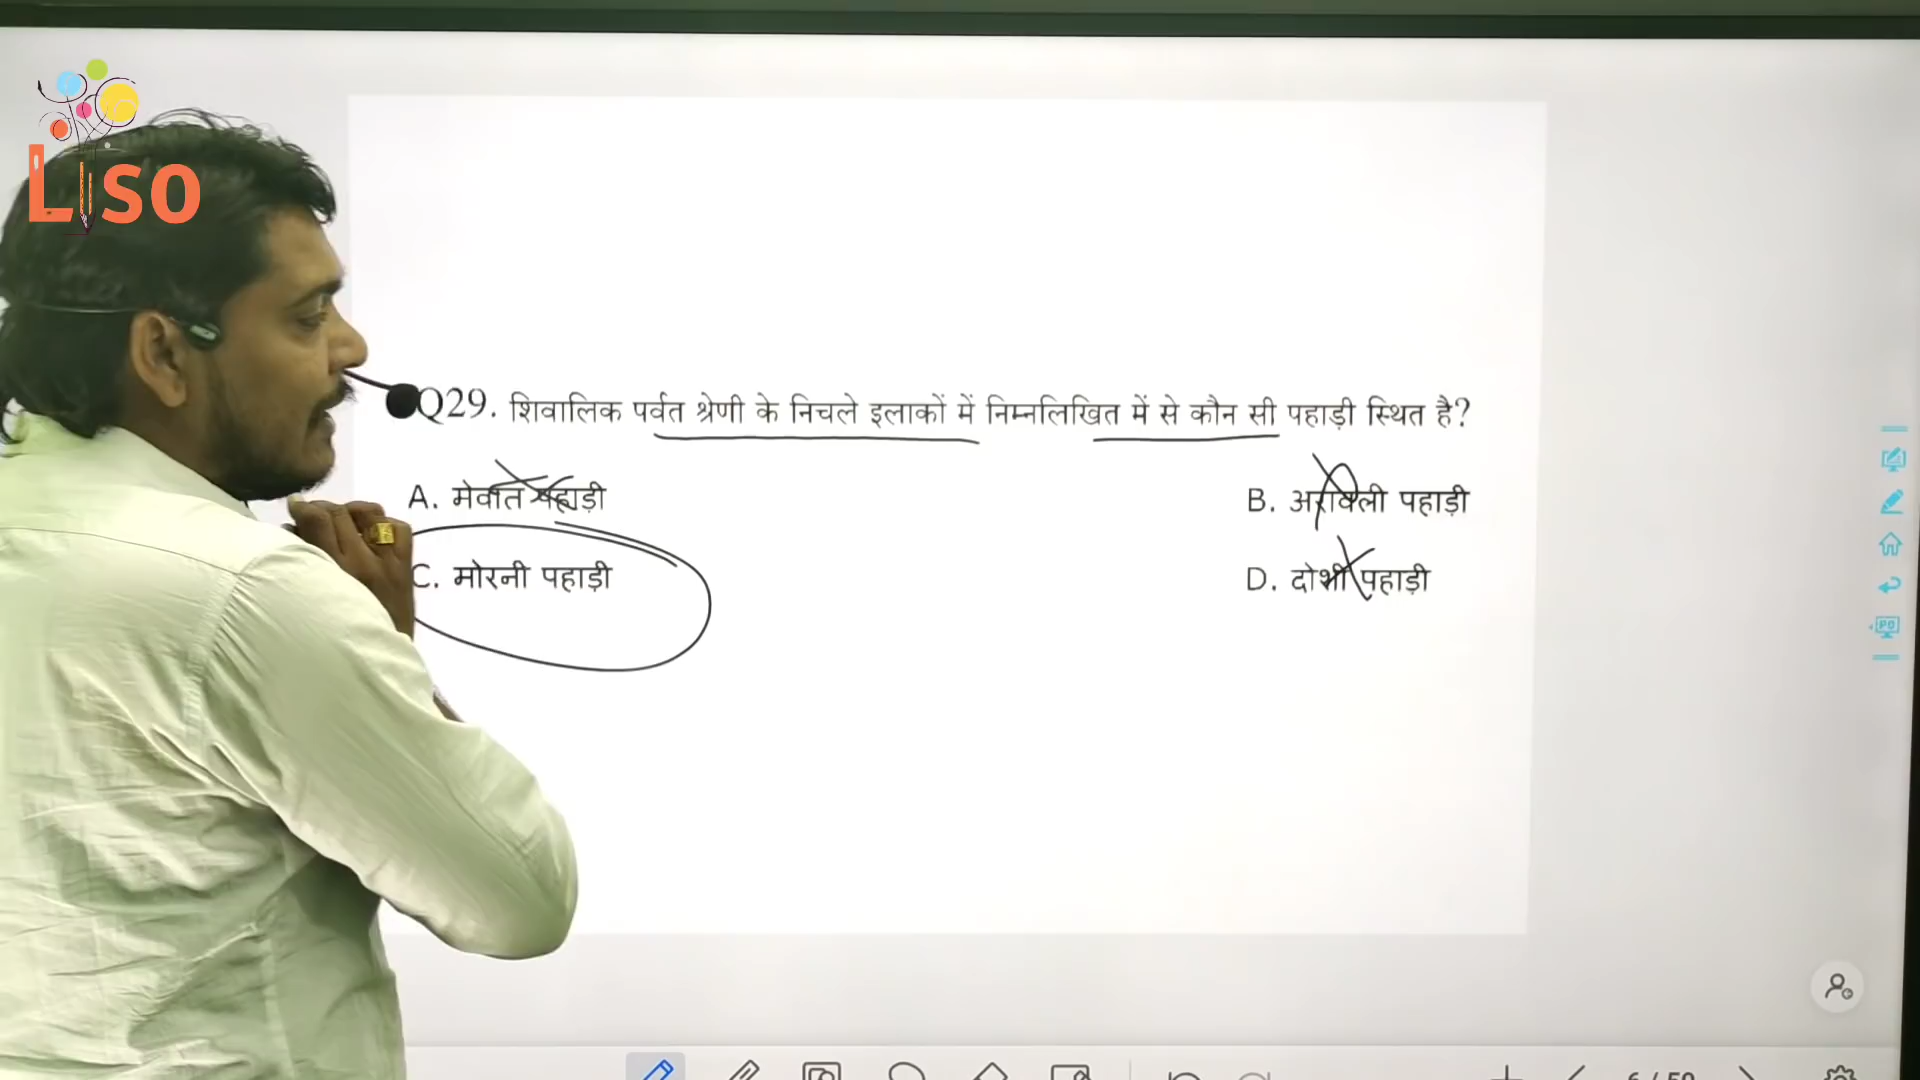 Liso
Q29. शिवालिक पर्वत श्रेणी के निचले इलाकों में निम्नलिखित में से कौन सी पहाड़ी स्थित है?
A. मेवात पहाड़ी
B. अरावली पहाड़ी
C. मोरनी पहाड़ी
D. दोशी पहाड़ी